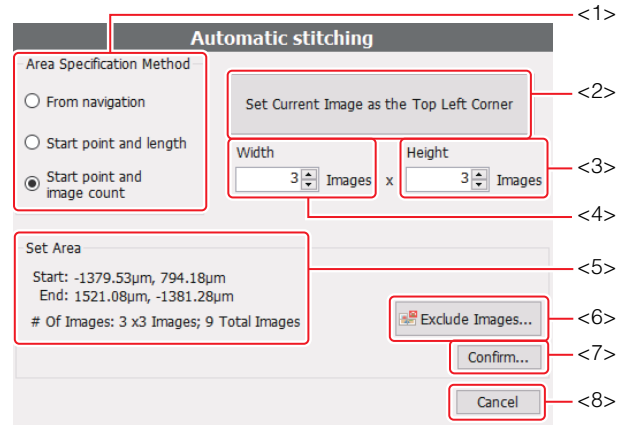 <1>
Automatic stitching
Area Specification Method
From navigation
Set Current Image as the Top Left Corner
<2>
Start point and length
Width
Height
<3>
Start point and
image count
3 Images x 3 Images
<4>
Set Area
<5>
Start: -1379.53µm, 794.18µm
End: 1521.08µm, -1381.28µm
# Of Images: 3 x3 Images; 9 Total Images
Exclude Images...
<6>
Confirm...
<7>
Cancel
<8>